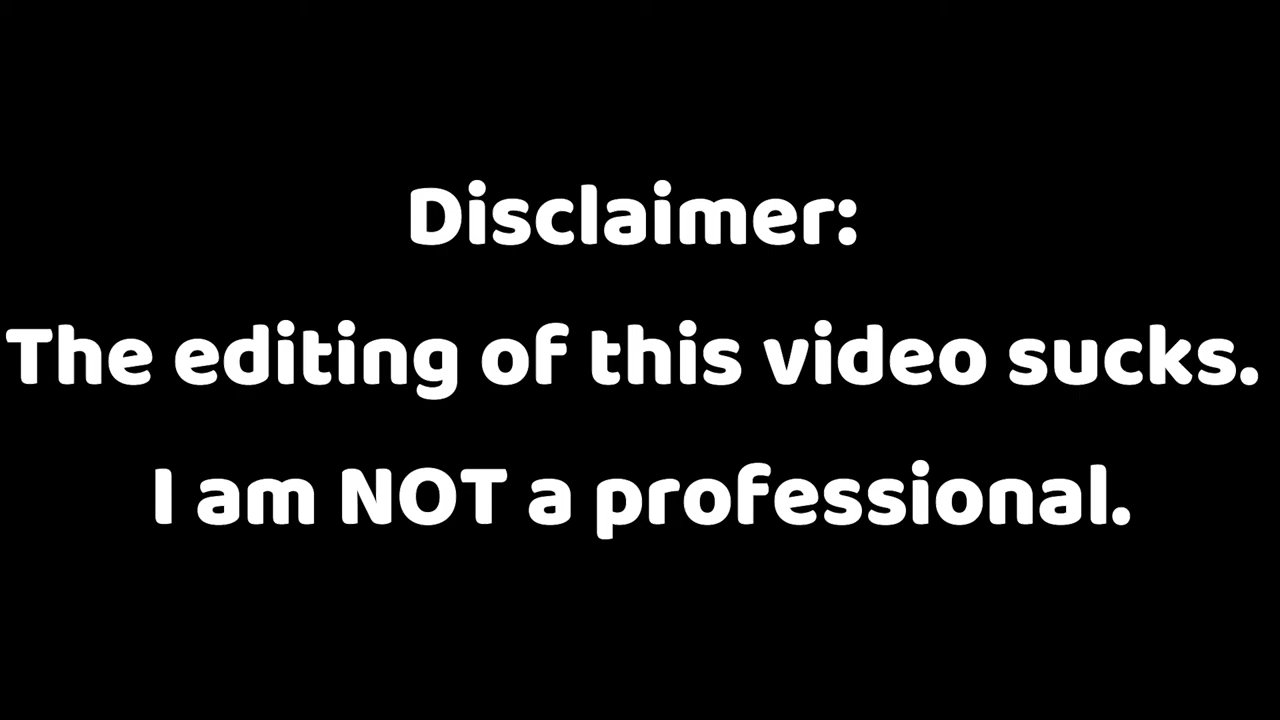 Disclaimer:
The editing of this video sucks.
I am NOT a professional.